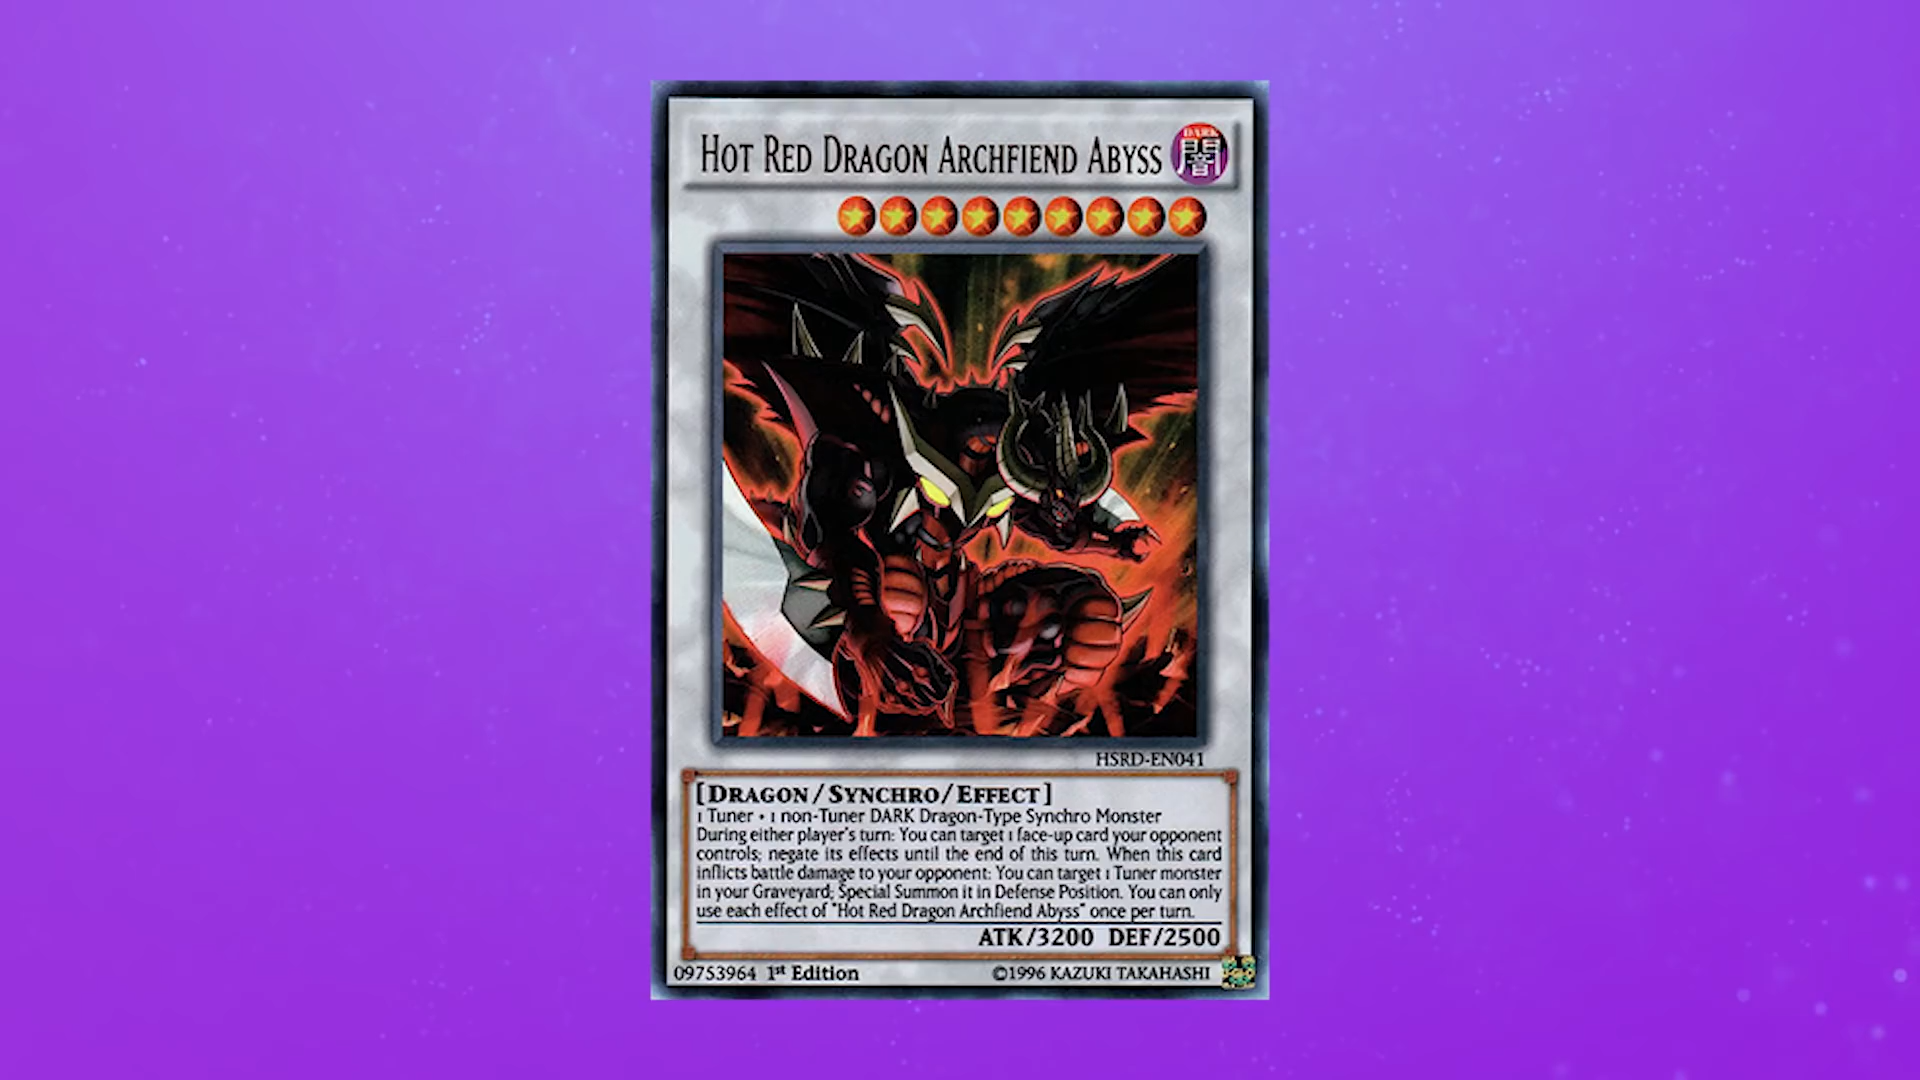 Hot Red Dragon Archfiend Abyss
DARK
闇
HSRD-EN041
[Dragon/Synchro/Effect]
1 Tuner + 1 non-Tuner DARK Dragon-Type Synchro Monster
During either player's turn: You can target 1 face-up card your opponent
controls; negate its effects until the end of this turn. When this card
inflicts battle damage to your opponent: You can target 1 Tuner monster
in your Graveyard; Special Summon it in Defense Position. You can only
use each effect of "Hot Red Dragon Archfiend Abyss" once per turn.
ATK/3200 DEF/2500
09753964 1st Edition ©1996 KAZUKI TAKAHASHI